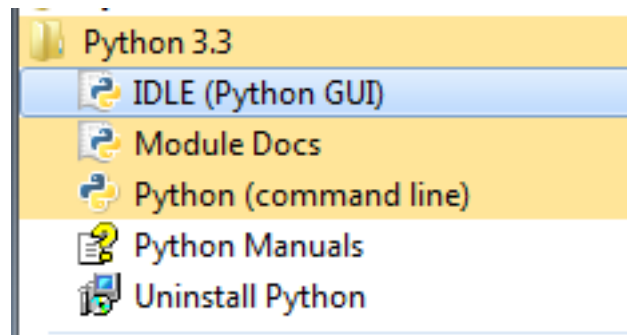 Python 3.3
IDLE (Python GUI)
Module Docs
Python (command line)
Python Manuals
Uninstall Python